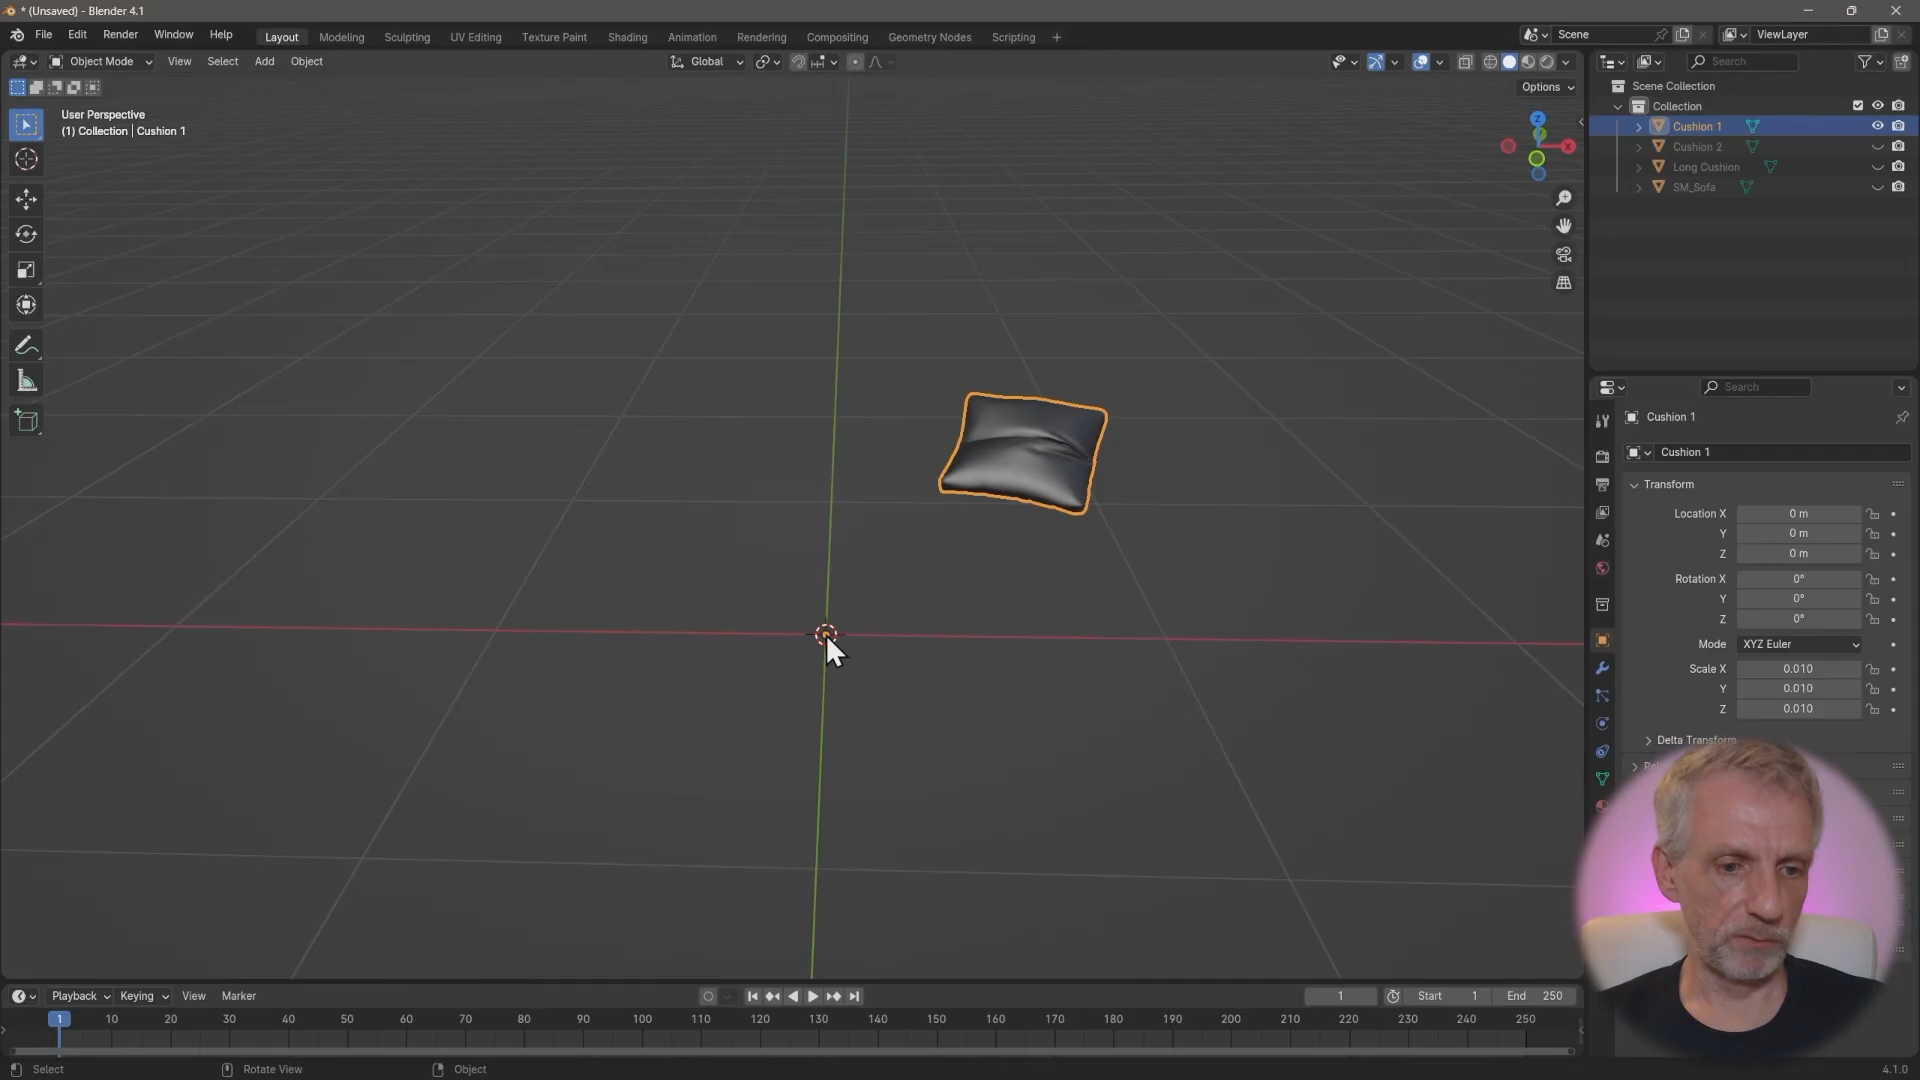 * (Unsaved) - Blender 4.1
File Edit Render Window Help
Layout Modeling Sculpting UV Editing Texture Paint Shading Animation Rendering Compositing Geometry Nodes Scripting +
Scene
ViewLayer
Object Mode View Select Add Object
Global
Search
Options
User Perspective
(1) Collection | Cushion 1
Z
X
Scene Collection
Collection
Cushion 1
Cushion 2
Long Cushion
SM_Sofa
Search
Cushion 1
Cushion 1
Transform
Location X 0 m
Y 0 m
Z 0 m
Rotation X 0°
Y 0°
Z 0°
Mode XYZ Euler
Scale X 0.010
Y 0.010
Z 0.010
Delta Transform
Playback Keying View Marker
1 Start 1 End 250
1 10 20 30 40 50 60 70 80 90 100 110 120 130 140 150 160 170 180 190 200 210 220 230 240 250
Select Rotate View Object
4.1.0